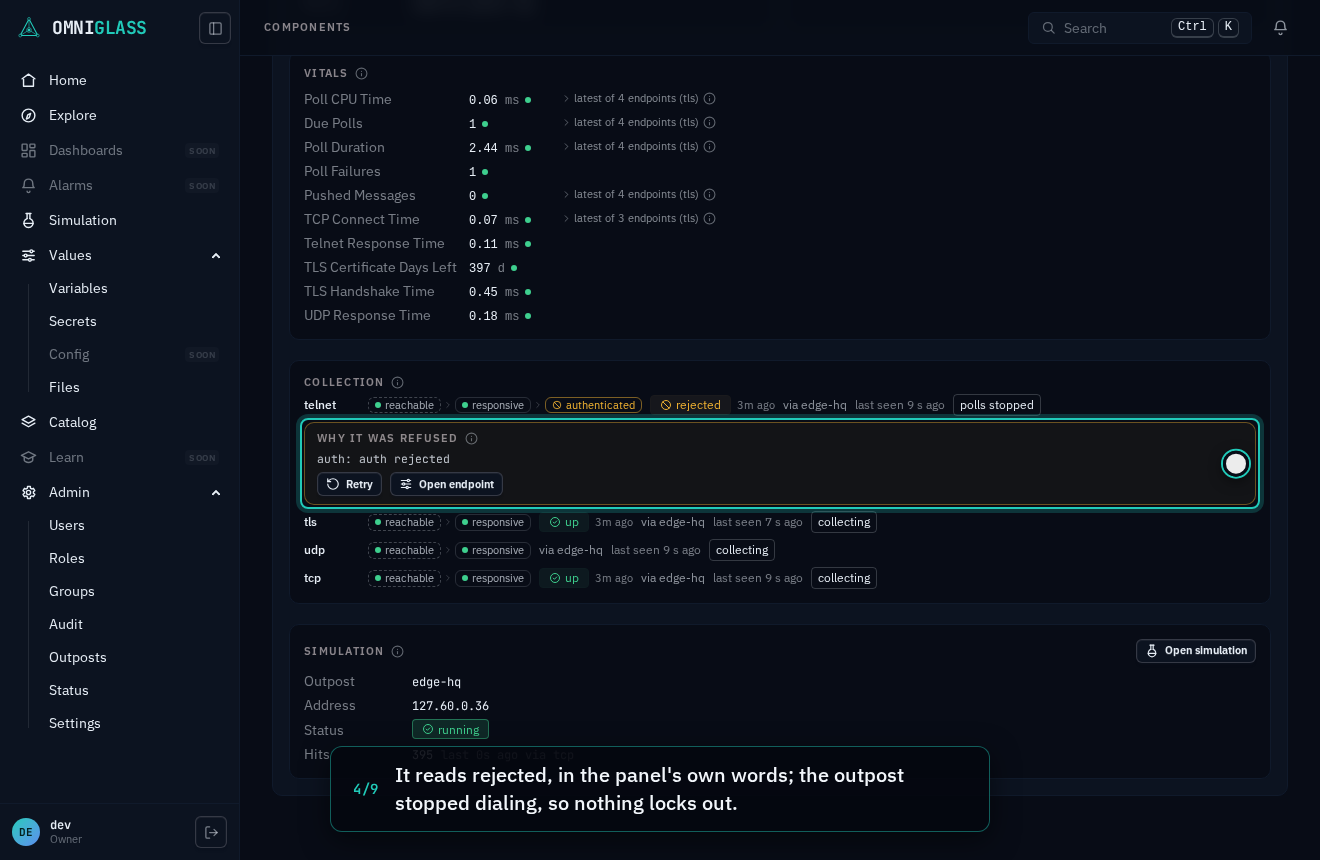 OMNIGLASS
COMPONENTS
Search
Ctrl K
Home
Explore
Dashboards SOON
Alarms SOON
Simulation
Values
Variables
Secrets
Config SOON
Files
Catalog
Learn SOON
Admin
Users
Roles
Groups
Audit
Outposts
Status
Settings
DE
dev
Owner
VITALS
Poll CPU Time 0.06 ms latest of 4 endpoints (tls)
Due Polls 1 latest of 4 endpoints (tls)
Poll Duration 2.44 ms latest of 4 endpoints (tls)
Poll Failures 1
Pushed Messages 0 latest of 4 endpoints (tls)
TCP Connect Time 0.07 ms latest of 3 endpoints (tls)
Telnet Response Time 0.11 ms
TLS Certificate Days Left 397 d
TLS Handshake Time 0.45 ms
UDP Response Time 0.18 ms
COLLECTION
telnet reachable responsive authenticated rejected 3m ago via edge-hq last seen 9 s ago polls stopped
WHY IT WAS REFUSED
auth: auth rejected
Retry Open endpoint
tls reachable responsive up 3m ago via edge-hq last seen 7 s ago collecting
udp reachable responsive via edge-hq last seen 9 s ago collecting
tcp reachable responsive up 3m ago via edge-hq last seen 9 s ago collecting
SIMULATION Open simulation
Outpost edge-hq
Address 127.60.0.36
Status running
Hits 395 last 8s ago via tcp
4/9
It reads rejected, in the panel's own words; the outpost
stopped dialing, so nothing locks out.